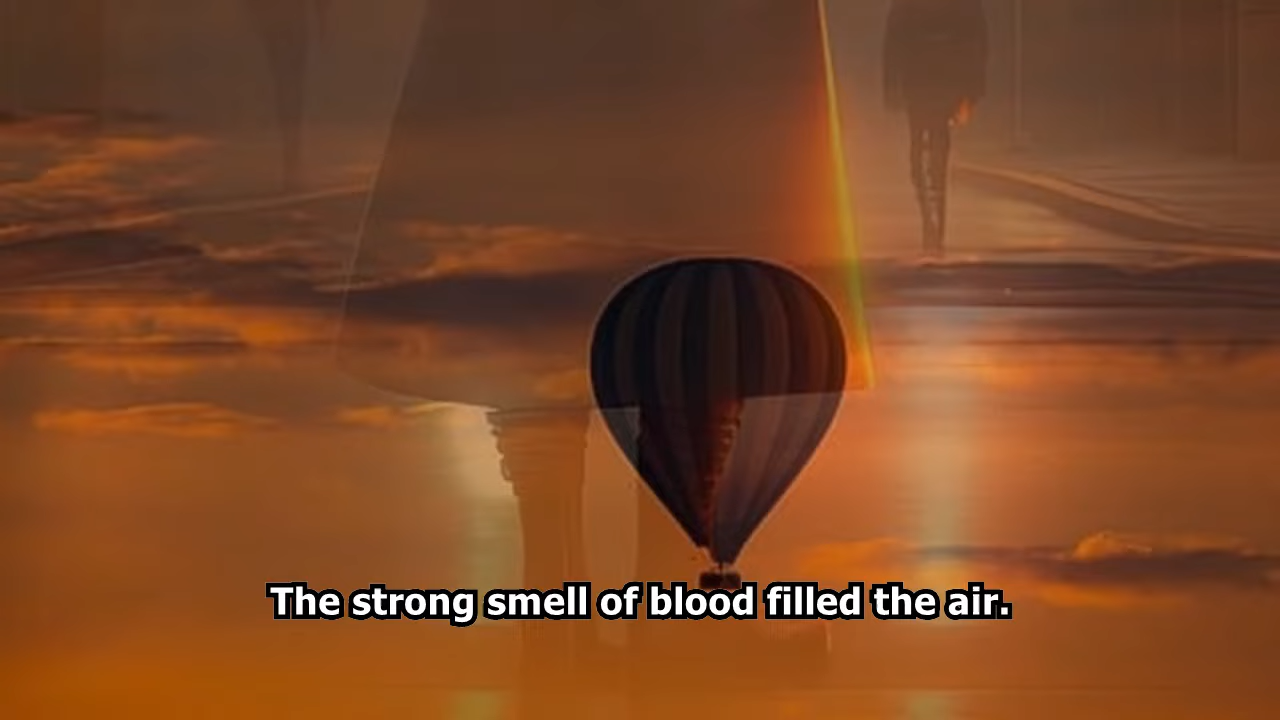 The strong smell of blood filled the air.